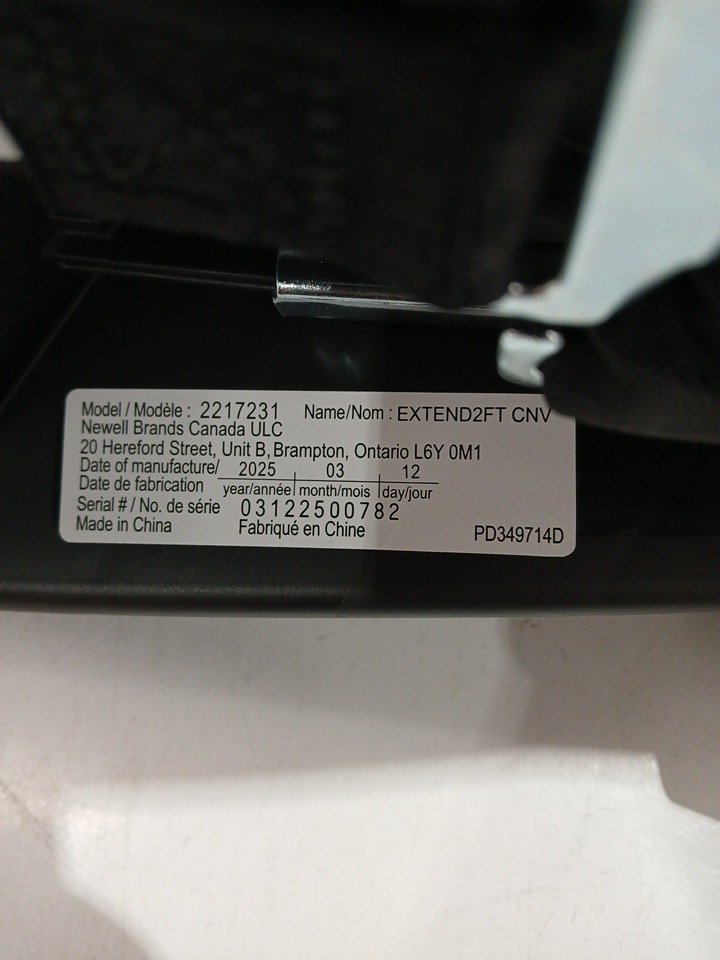 Model / Modèle : 2217231 Name/Nom : EXTEND2FT CNV
Newell Brands Canada ULC
20 Hereford Street, Unit B, Brampton, Ontario L6Y 0M1
Date of manufacture/ 2025 03 12
Date de fabrication year/année month/mois day/jour
Serial # / No. de série 03122500782
Made in China Fabriqué en Chine PD349714D